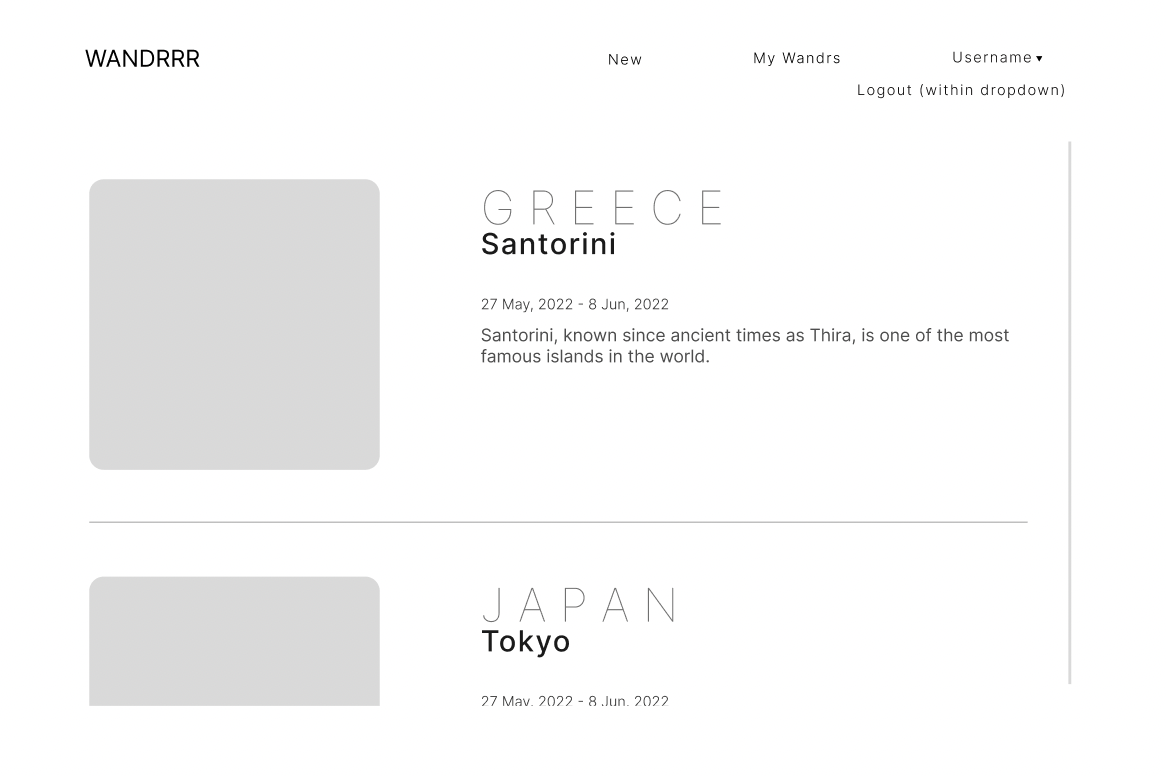 WANDRRR
New
My Wandrs
Username ▾
Logout (within dropdown)
GREECE
Santorini
27 May, 2022 - 8 Jun, 2022
Santorini, known since ancient times as Thira, is one of the most
famous islands in the world.
JAPAN
Tokyo
27 May, 2022 - 8 Jun, 2022